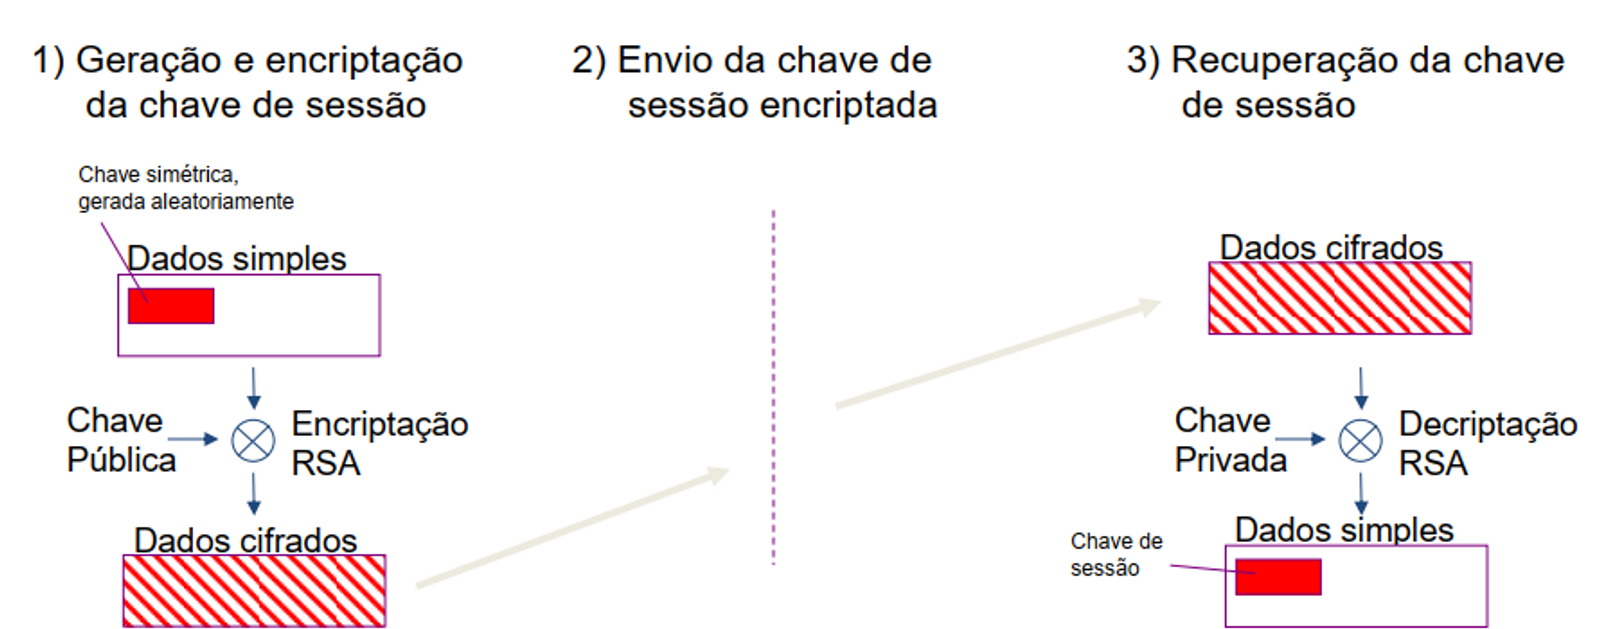 1) Geração e encriptação
da chave de sessão
2) Envio da chave de
sessão encriptada
3) Recuperação da chave
de sessão
Chave simétrica,
gerada aleatoriamente
Dados simples
Chave
Pública
Encriptação
RSA
Dados cifrados
Dados cifrados
Chave
Privada
Decriptação
RSA
Dados simples
Chave de
sessão